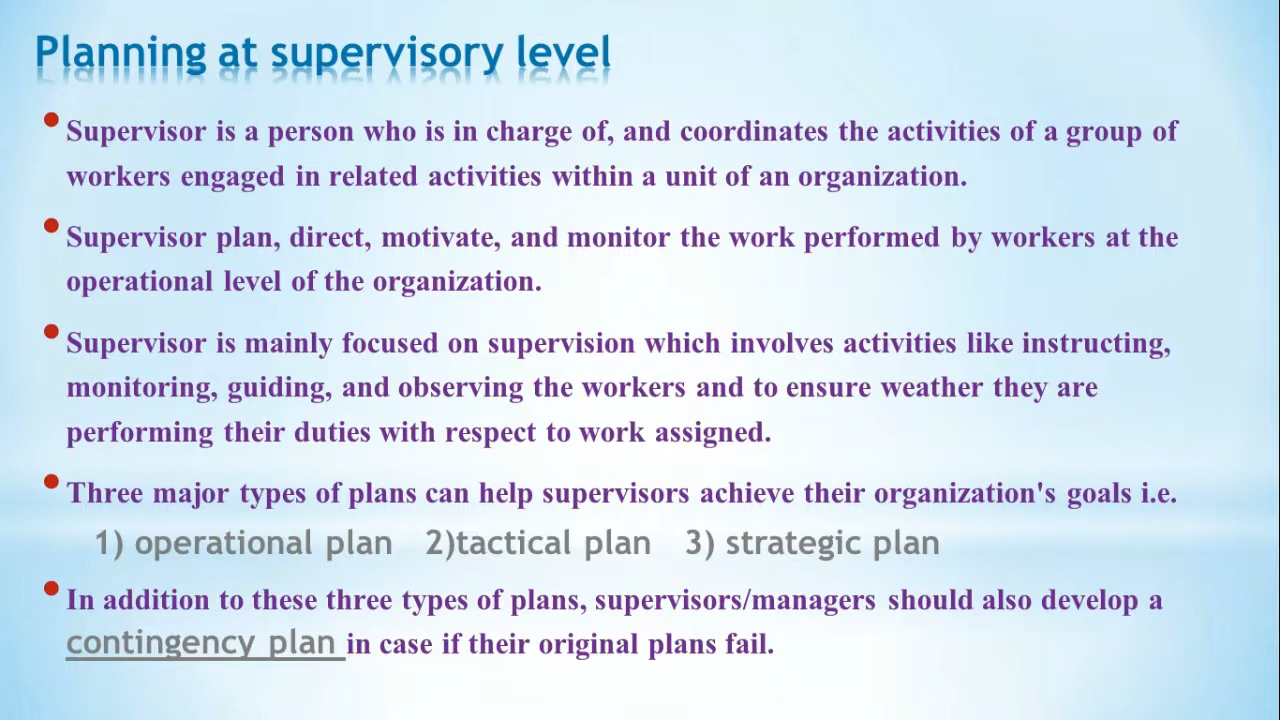 Planning at supervisory level
• Supervisor is a person who is in charge of, and coordinates the activities of a group of
workers engaged in related activities within a unit of an organization.
• Supervisor plan, direct, motivate, and monitor the work performed by workers at the
operational level of the organization.
• Supervisor is mainly focused on supervision which involves activities like instructing,
monitoring, guiding, and observing the workers and to ensure weather they are
performing their duties with respect to work assigned.
• Three major types of plans can help supervisors achieve their organization's goals i.e.
1) operational plan 2)tactical plan 3) strategic plan
• In addition to these three types of plans, supervisors/managers should also develop a
contingency plan in case if their original plans fail.